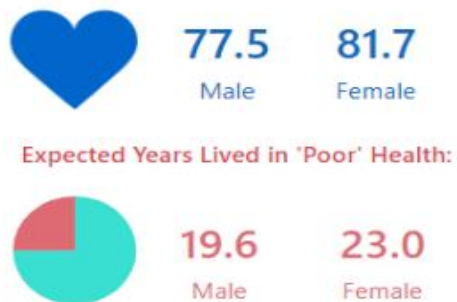 77.5 81.7
Male Female
Expected Years Lived in 'Poor' Health:
19.6 23.0
Male Female